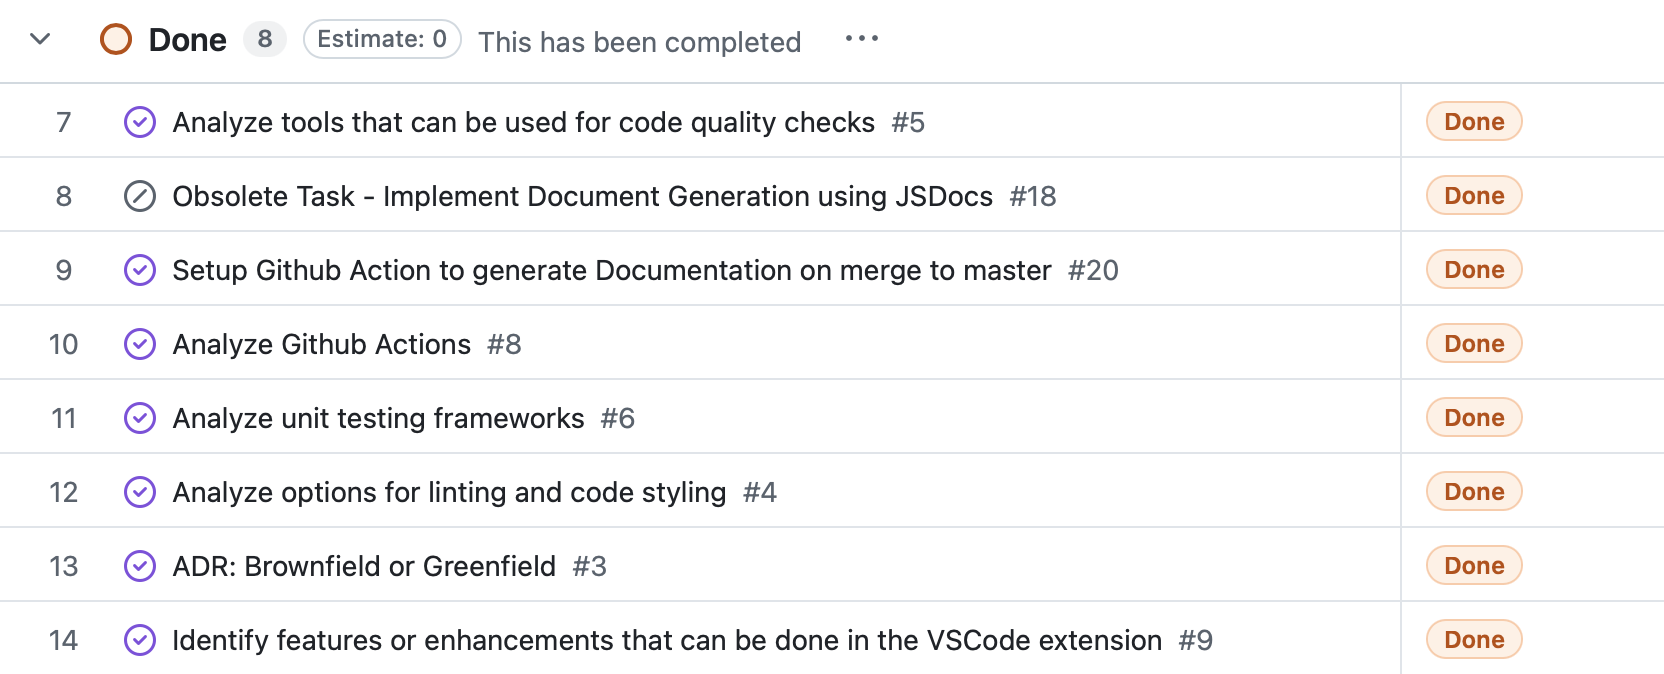 Done 8 Estimate: 0 This has been completed ...
7 Analyze tools that can be used for code quality checks #5 Done
8 Obsolete Task - Implement Document Generation using JSDocs #18 Done
9 Setup Github Action to generate Documentation on merge to master #20 Done
10 Analyze Github Actions #8 Done
11 Analyze unit testing frameworks #6 Done
12 Analyze options for linting and code styling #4 Done
13 ADR: Brownfield or Greenfield #3 Done
14 Identify features or enhancements that can be done in the VSCode extension #9 Done